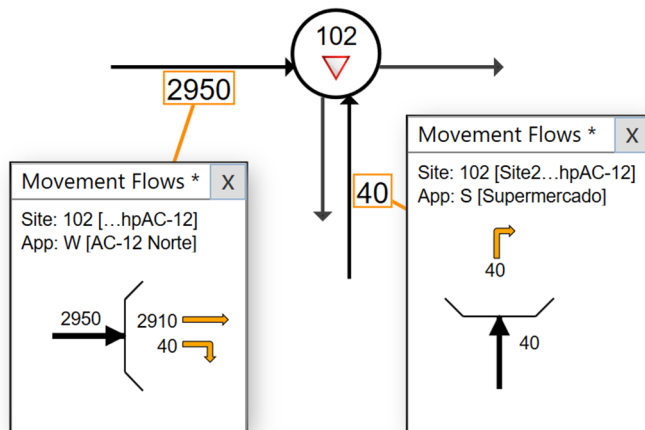 102
2950
40
Movement Flows * X
Site: 102 [...hpAC-12]
App: W [AC-12 Norte]
2950
2910
40
Movement Flows * X
Site: 102 [Site2...hpAC-12]
App: S [Supermercado]
40
40